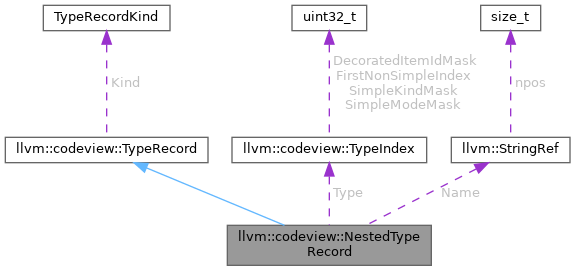 TypeRecordKind
uint32_t
size_t
Kind
DecoratedItemIdMask
FirstNonSimpleIndex
SimpleKindMask
SimpleModeMask
npos
llvm::codeview::TypeRecord
llvm::codeview::TypeIndex
llvm::StringRef
Type
Name
llvm::codeview::NestedType
Record